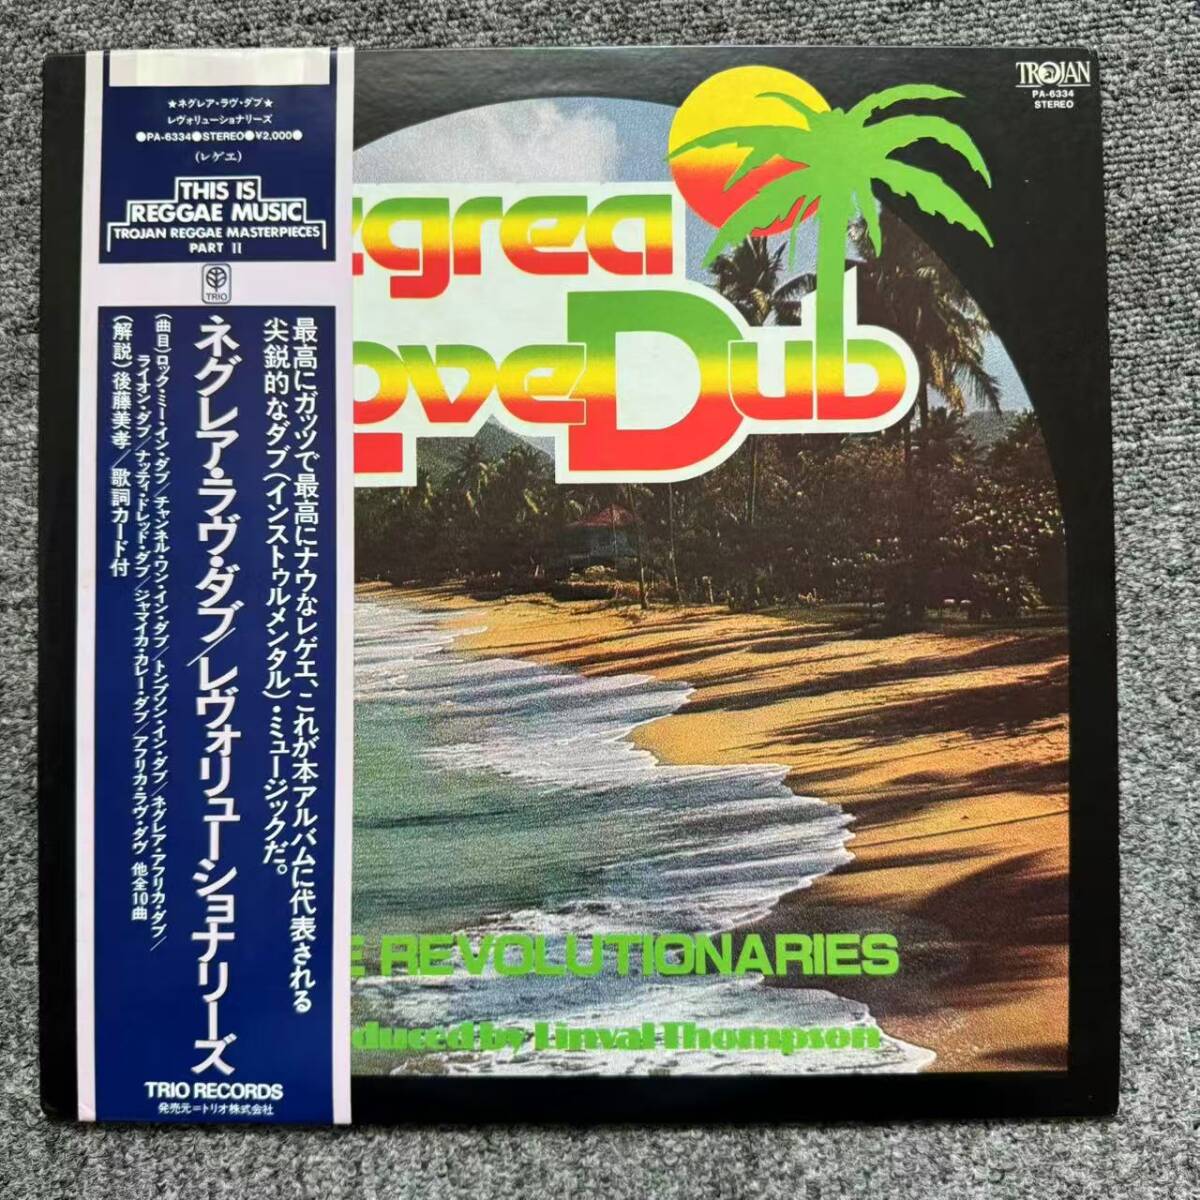 ★ネグレア・ラヴ・ダブ★
レヴォリューショナリーズ
●PA-6334●STEREO●¥2,000●
(レゲエ)
THIS IS
REGGAE MUSIC
TROJAN REGGAE MASTERPIECES
PART II
TRIO
最高にガッツで最高にナウなレゲエ、これが本アルバムに代表される
尖鋭的なダブ(インストゥルメンタル)・ミュージックだ。
ネグレア・ラヴ・ダブ/レヴォリューショナリーズ
(曲目)ロック・ミー・イン・ダブ/チャンネル・ワン・イン・ダブ/トンプソン・イン・ダブ/ネグレア・アフリカ・ダブ/
ライオン・ダブ/ナッティ・ドレッド・ダブ/ジャマイカ・カレー・ダブ/アフリカ・ラヴ・ダヴ 他全10曲
(解説)後藤美孝/歌詞カード付
TRIO RECORDS
発売元=トリオ株式会社
TROJAN
PA-6334
STEREO
egrea
Love Dub
E REVOLUTIONARIES
oduced by Linval Thompson